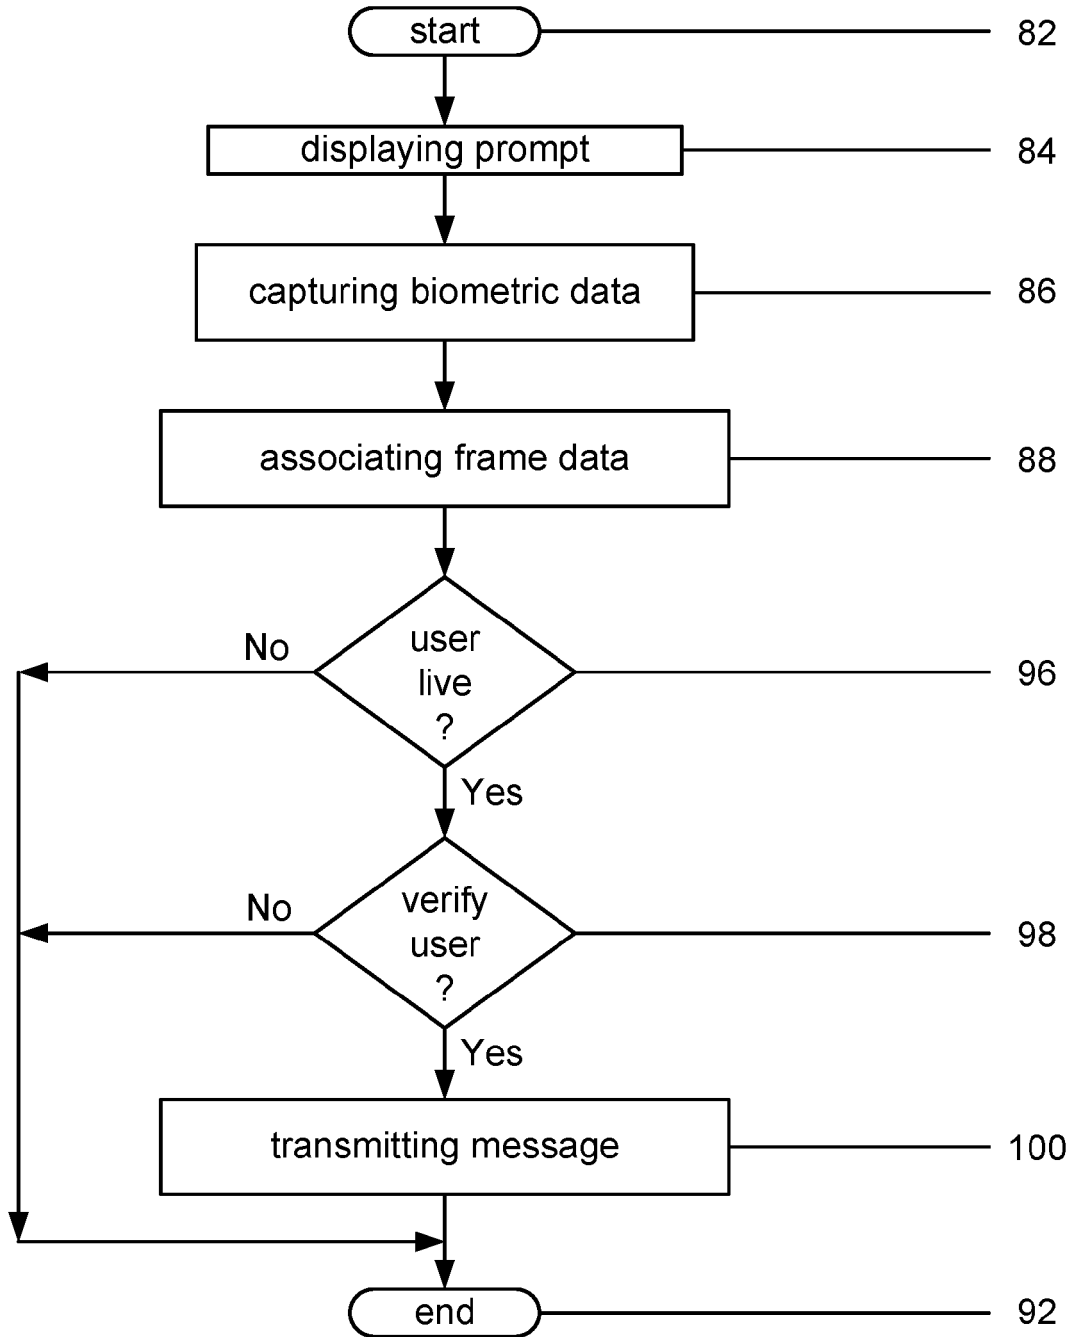 start 82
displaying prompt 84
capturing biometric data 86
associating frame data 88
No
user
live
?
96
Yes
No
verify
user
?
98
Yes
transmitting message 100
end 92